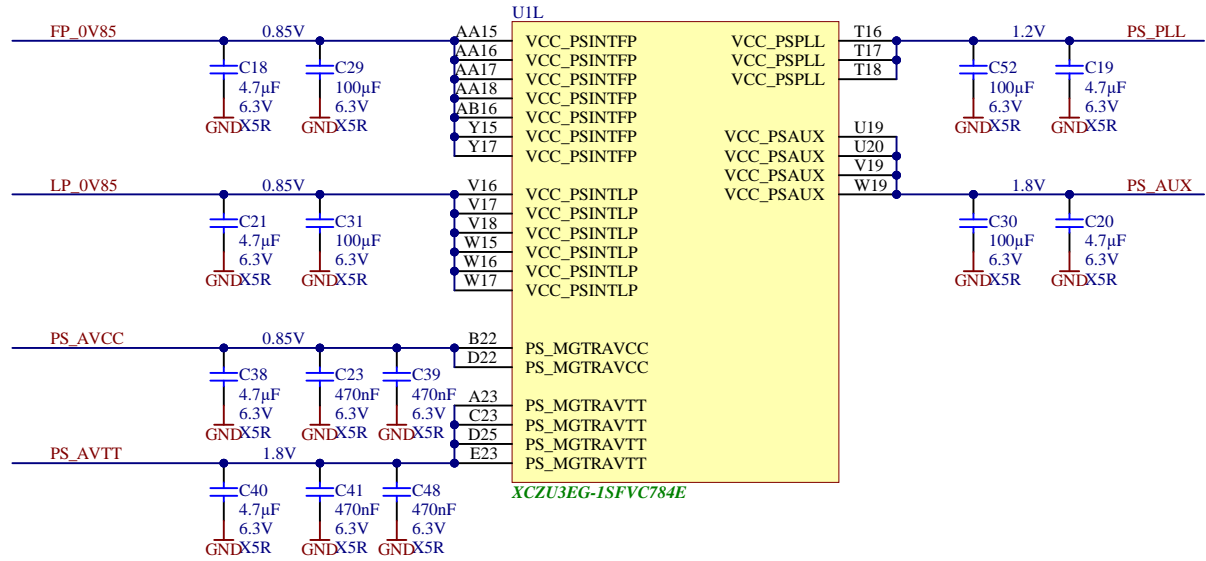 U1L
FP_0V85 0.85V
C18 4.7µF 6.3V X5R GND
C29 100µF 6.3V X5R GND
AA15 VCC_PSINTFP
AA16 VCC_PSINTFP
AA17 VCC_PSINTFP
AA18 VCC_PSINTFP
AB16 VCC_PSINTFP
Y15 VCC_PSINTFP
Y17 VCC_PSINTFP
LP_0V85 0.85V
C21 4.7µF 6.3V X5R GND
C31 100µF 6.3V X5R GND
V16 VCC_PSINTLP
V17 VCC_PSINTLP
V18 VCC_PSINTLP
W15 VCC_PSINTLP
W16 VCC_PSINTLP
W17 VCC_PSINTLP
PS_AVCC 0.85V
C38 4.7µF 6.3V X5R GND
C23 470nF 6.3V X5R GND
C39 470nF 6.3V X5R GND
B22 PS_MGTRAVCC
D22 PS_MGTRAVCC
A23 PS_MGTRAVTT
C23 PS_MGTRAVTT
D25 PS_MGTRAVTT
E23 PS_MGTRAVTT
PS_AVTT 1.8V
C40 4.7µF 6.3V X5R GND
C41 470nF 6.3V X5R GND
C48 470nF 6.3V X5R GND
VCC_PSPLL T16
VCC_PSPLL T17
VCC_PSPLL T18
1.2V PS_PLL
C52 100µF 6.3V X5R GND
C19 4.7µF 6.3V X5R GND
VCC_PSAUX U19
VCC_PSAUX U20
VCC_PSAUX V19
VCC_PSAUX W19
1.8V PS_AUX
C30 100µF 6.3V X5R GND
C20 4.7µF 6.3V X5R GND
XCZU3EG-1SFVC784E